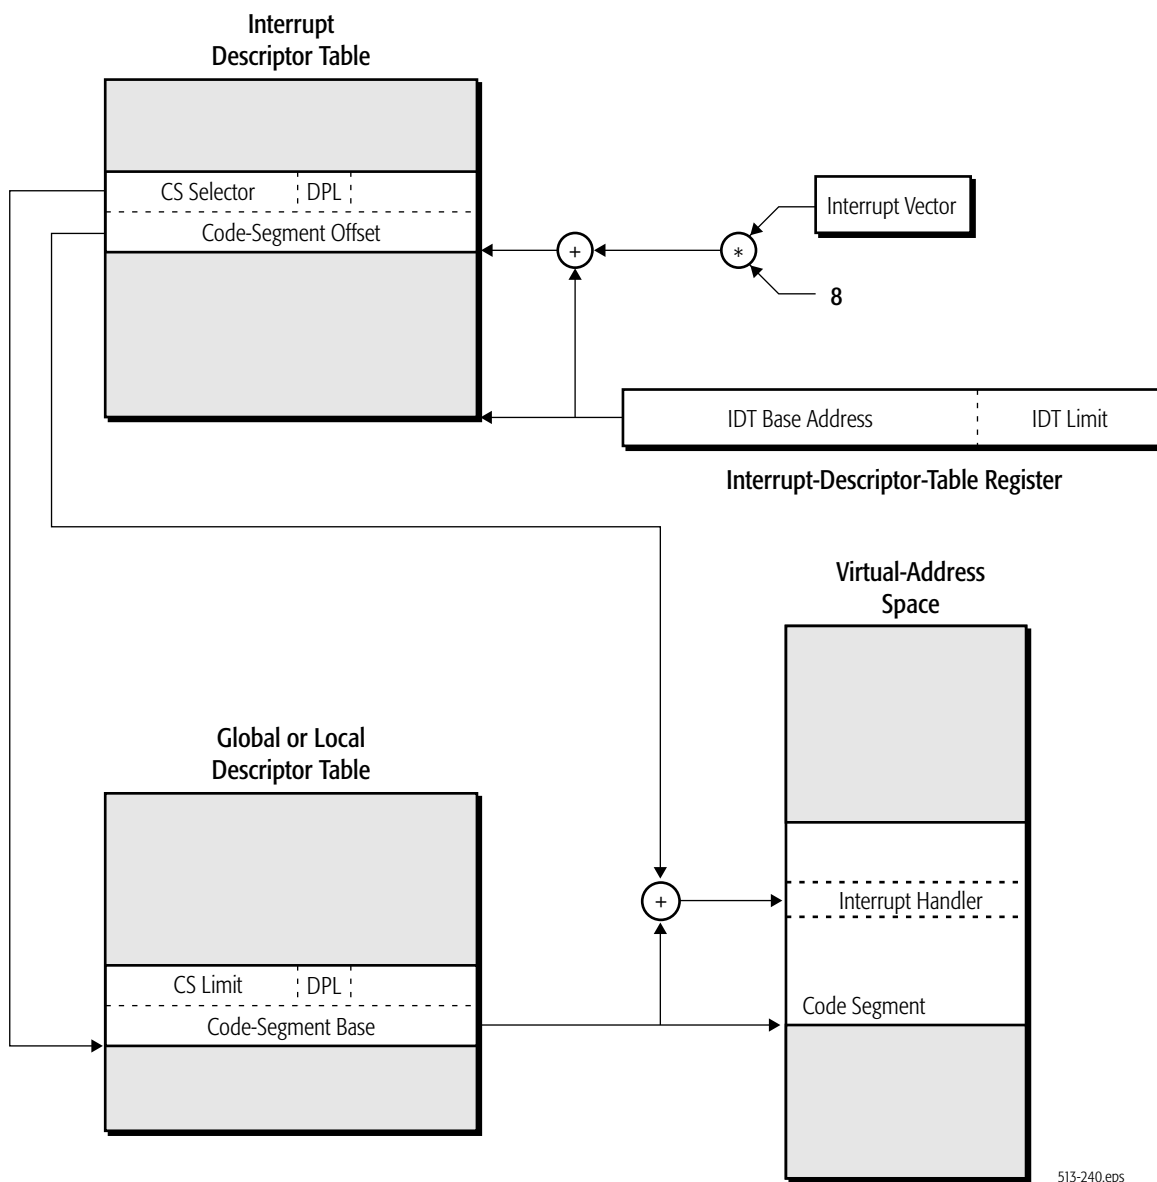 Interrupt
Descriptor Table
CS Selector DPL
Code-Segment Offset
Interrupt Vector
+
*
8
IDT Base Address IDT Limit
Interrupt-Descriptor-Table Register
Virtual-Address
Space
Global or Local
Descriptor Table
+
Interrupt Handler
CS Limit DPL
Code-Segment Base
Code Segment
513-240.eps